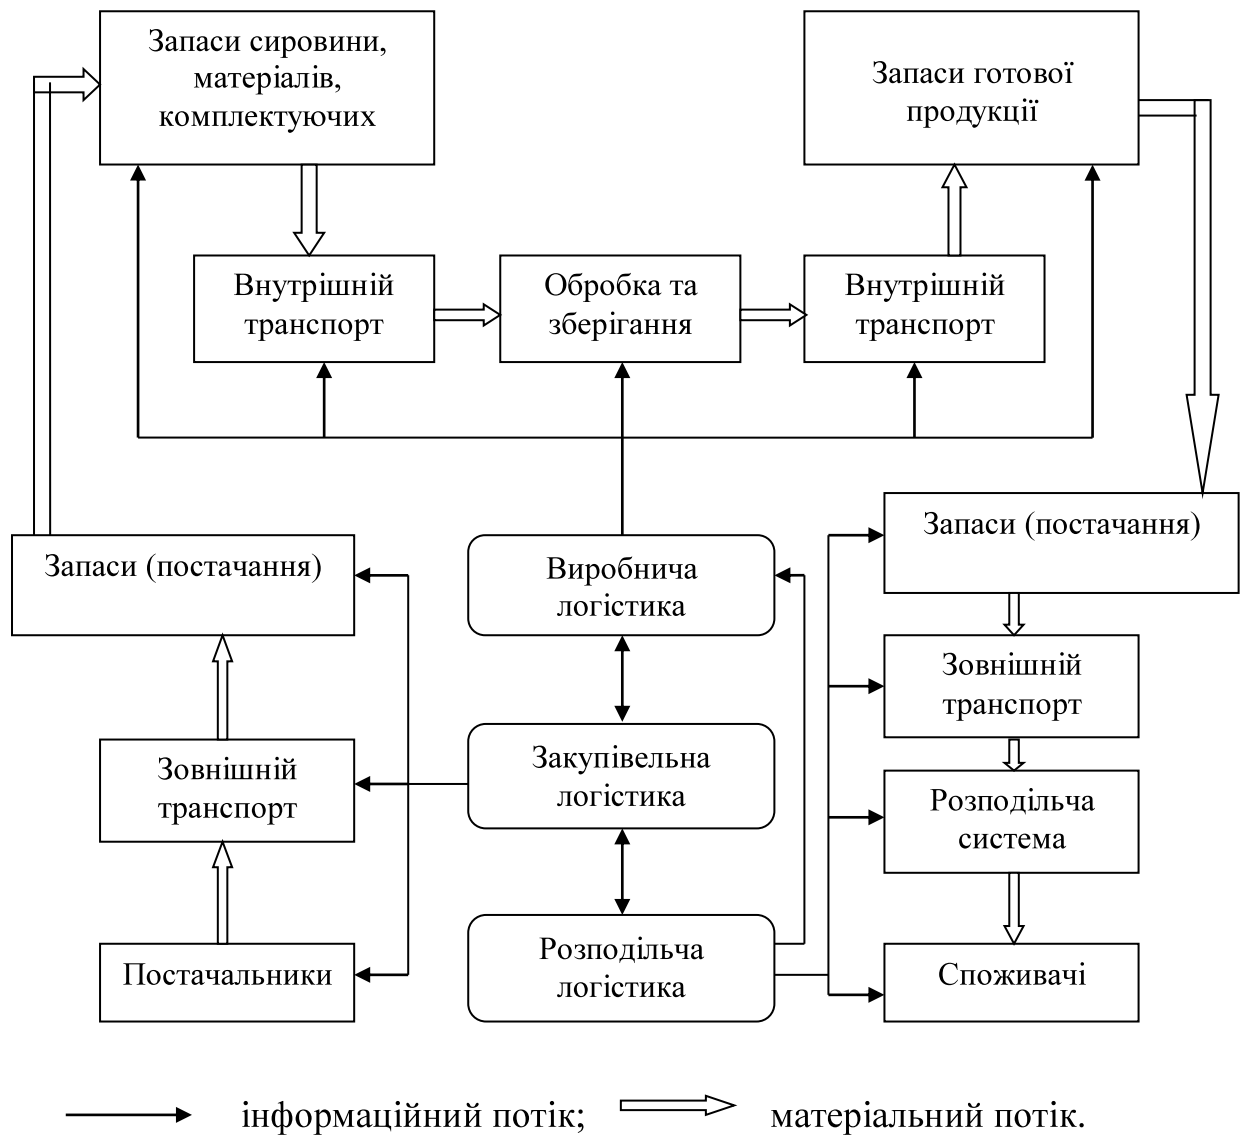 Запаси сировини,
матеріалів,
комплектуючих
Запаси готової
продукції
Внутрішній
транспорт
Обробка та
зберігання
Внутрішній
транспорт
Запаси (постачання)
Виробнича
логістика
Запаси (постачання)
Зовнішній
транспорт
Зовнішній
транспорт
Закупівельна
логістика
Розподільча
система
Постачальники
Розподільча
логістика
Споживачі
інформаційний потік;
матеріальний потік.